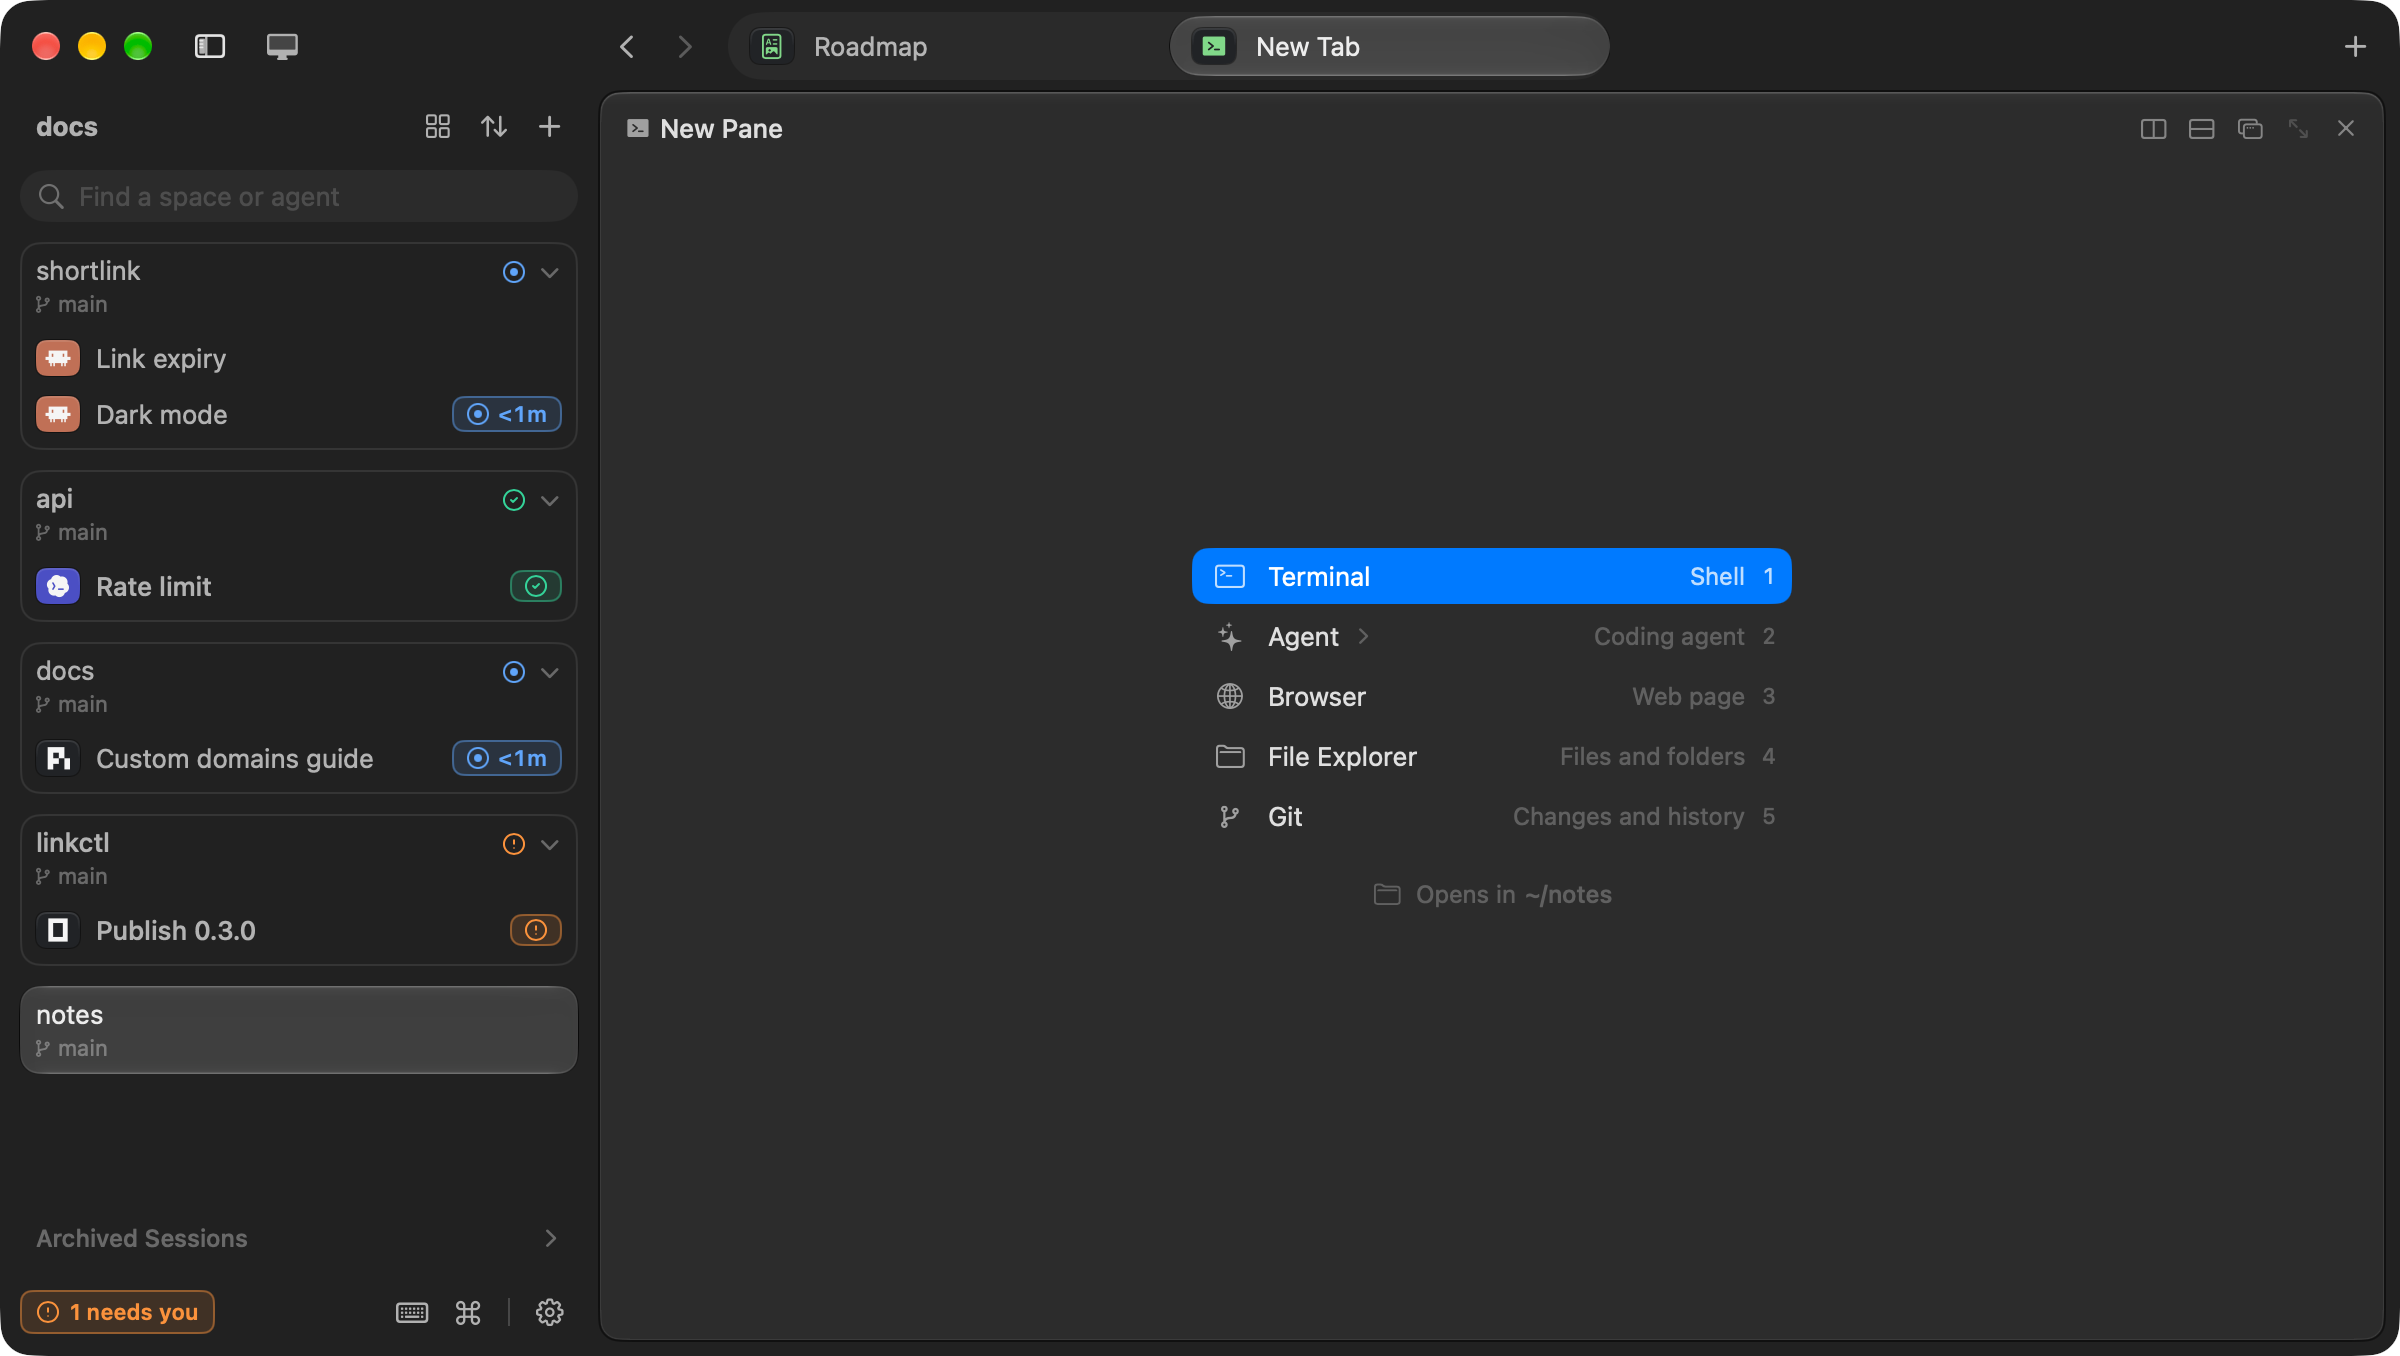 Roadmap
New Tab
docs
Find a space or agent
shortlink
main
Link expiry
Dark mode
<1m
api
main
Rate limit
docs
main
Custom domains guide
<1m
linkctl
main
Publish 0.3.0
notes
main
Archived Sessions
1 needs you
New Pane
Terminal Shell 1
Agent Coding agent 2
Browser Web page 3
File Explorer Files and folders 4
Git Changes and history 5
Opens in ~/notes